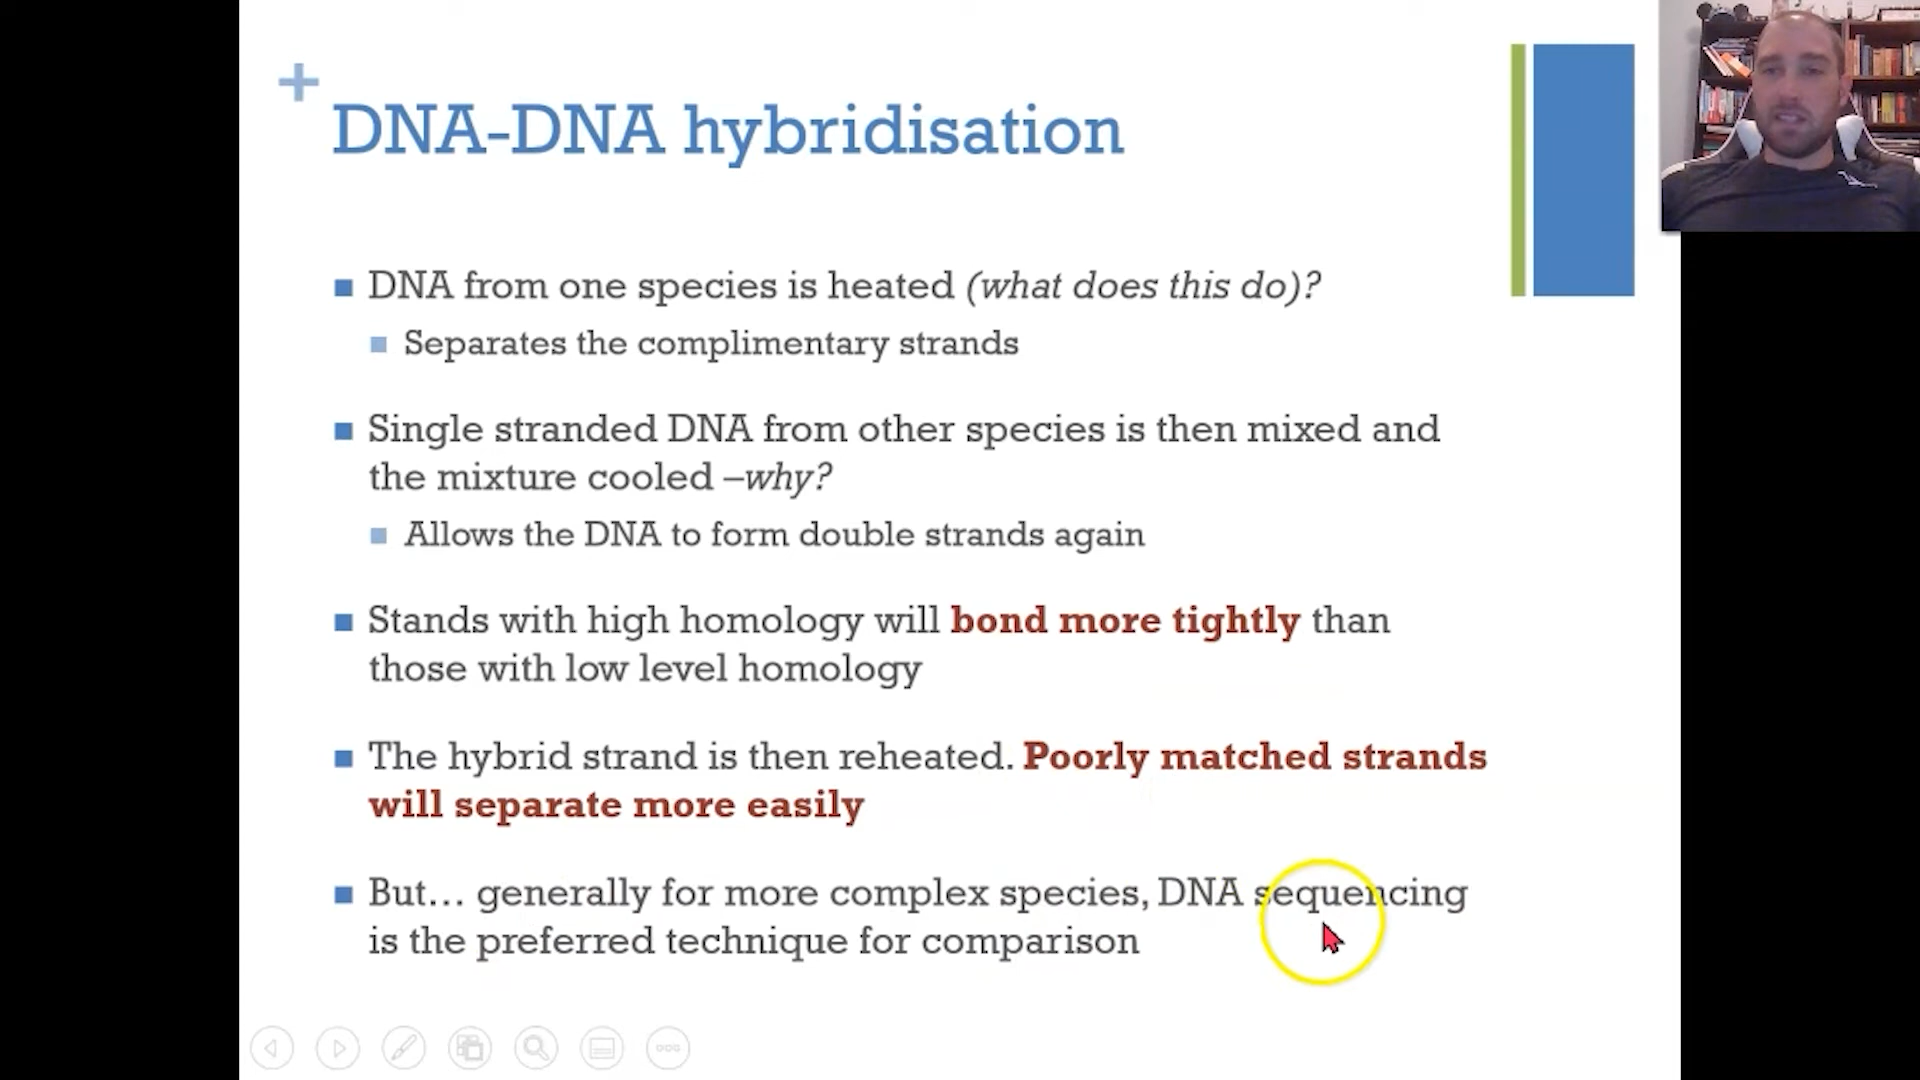 +
DNA-DNA hybridisation
DNA from one species is heated (what does this do)?
Separates the complimentary strands
Single stranded DNA from other species is then mixed and
the mixture cooled –why?
Allows the DNA to form double strands again
Stands with high homology will bond more tightly than
those with low level homology
The hybrid strand is then reheated. Poorly matched strands
will separate more easily
But... generally for more complex species, DNA sequencing
is the preferred technique for comparison